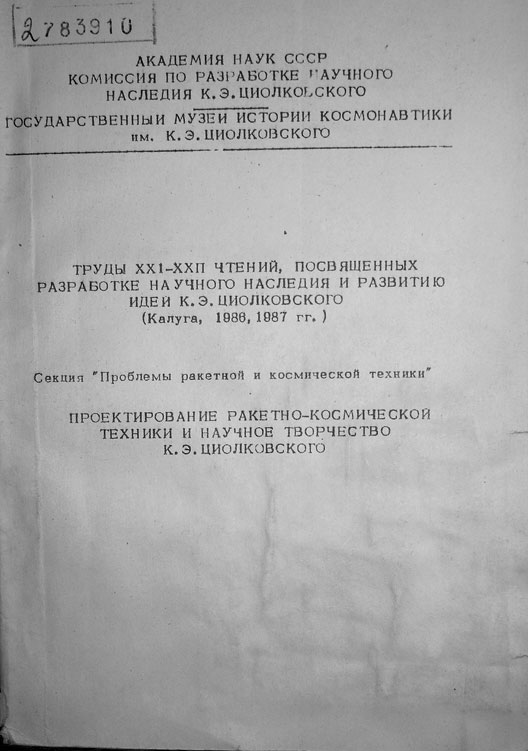 2783910
АКАДЕМИЯ НАУК СССР
КОМИССИЯ ПО РАЗРАБОТКЕ НАУЧНОГО
НАСЛЕДИЯ К.Э.ЦИОЛКОВСКОГО
ГОСУДАРСТВЕННЫЙ МУЗЕЙ ИСТОРИИ КОСМОНАВТИКИ
им. К.Э.ЦИОЛКОВСКОГО
ТРУДЫ XX1-XXП ЧТЕНИЙ, ПОСВЯЩЕННЫХ
РАЗРАБОТКЕ НАУЧНОГО НАСЛЕДИЯ И РАЗВИТИЮ
ИДЕЙ К.Э.ЦИОЛКОВСКОГО
(Калуга, 1986, 1987 гг.)
Секция "Проблемы ракетной и космической техники"
ПРОЕКТИРОВАНИЕ РАКЕТНО-КОСМИЧЕСКОЙ
ТЕХНИКИ И НАУЧНОЕ ТВОРЧЕСТВО
К.Э.ЦИОЛКОВСКОГО